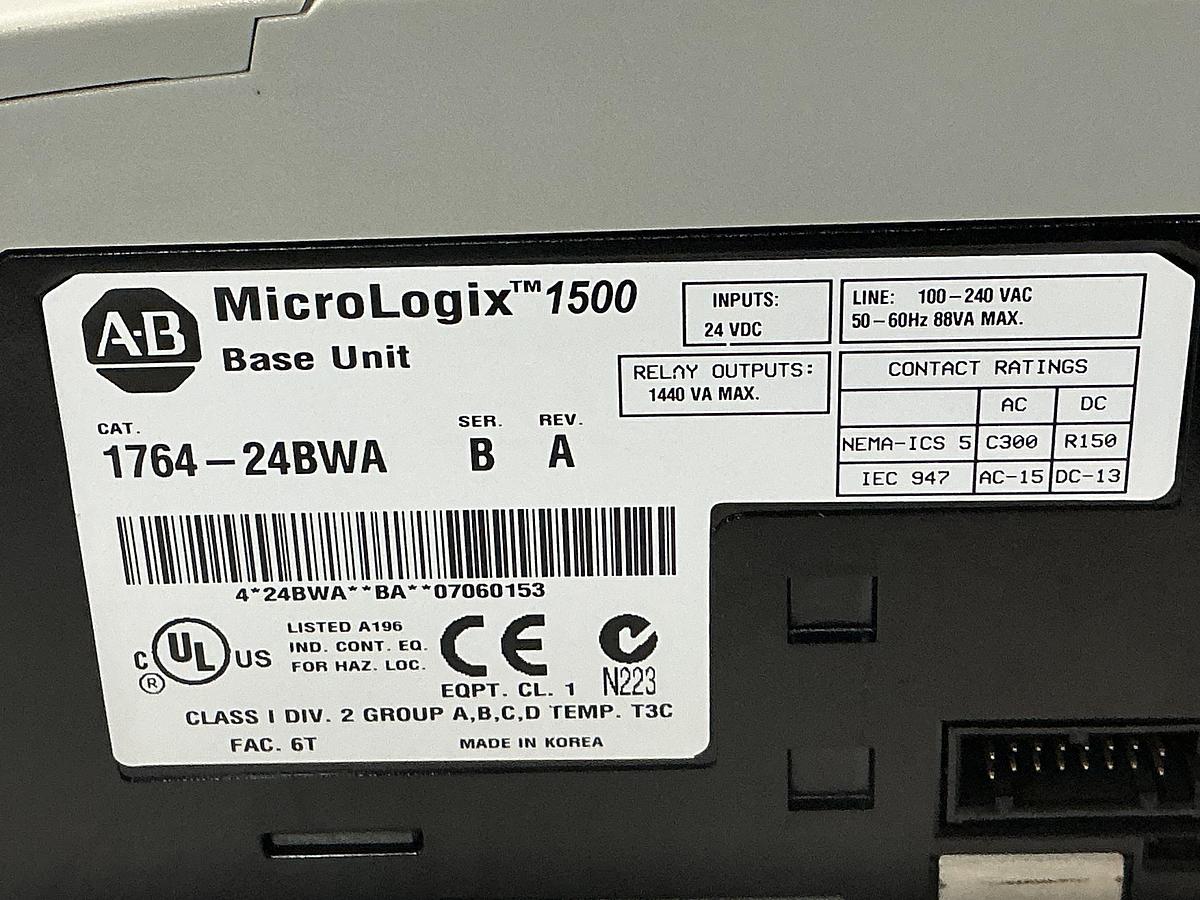 A-B
MicroLogix™ 1500
Base Unit
CAT.
1764-24BWA
SER.
B
REV.
A
INPUTS:
24 VDC
LINE: 100-240 VAC
50-60Hz 88VA MAX.
RELAY OUTPUTS:
1440 VA MAX.
CONTACT RATINGS
AC DC
NEMA-ICS 5 C300 R150
IEC 947 AC-15 DC-13
4*24BWA**BA**07060153
C UL US
®
LISTED A196
IND. CONT. EQ.
FOR HAZ. LOC.
CE
EQPT. CL. 1
N223
CLASS I DIV. 2 GROUP A,B,C,D TEMP. T3C
FAC. 6T
MADE IN KOREA